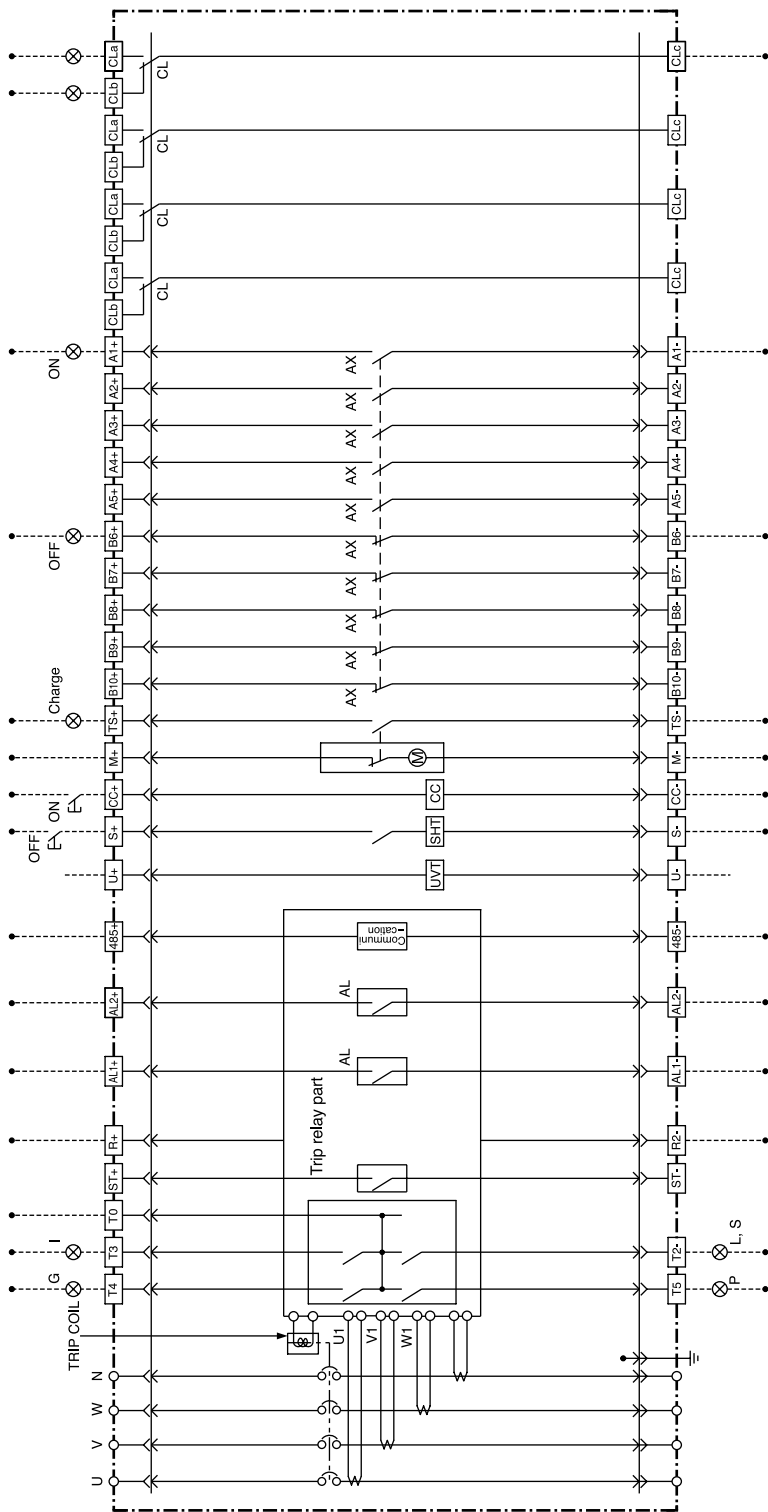 OFF
ON
G
I
Charge
OFF
ON
TRIP COIL
U
V
W
N
T4
T3
T0
ST+
R+
AL1+
AL2+
485+
U+
S+
CC+
M+
TS+
B10+
B9+
B8+
B7+
B6+
A5+
A4+
A3+
A2+
A1+
CLb
CLa
CLb
CLa
CLb
CLa
CLb
CLa
CL
CL
CL
CL
Trip relay part
U1
V1
W1
AL
AL
AX
AX
AX
AX
AX
AX
AX
AX
AX
AX
Communi
-cation
M
UVT
SHT
CC
T5
T2-
ST-
R2-
AL1-
AL2-
485-
U-
S-
CC-
M-
TS-
B10-
B9-
B8-
B7-
B6-
A5-
A4-
A3-
A2-
A1-
CLc
CLc
CLc
CLc
P
L, S